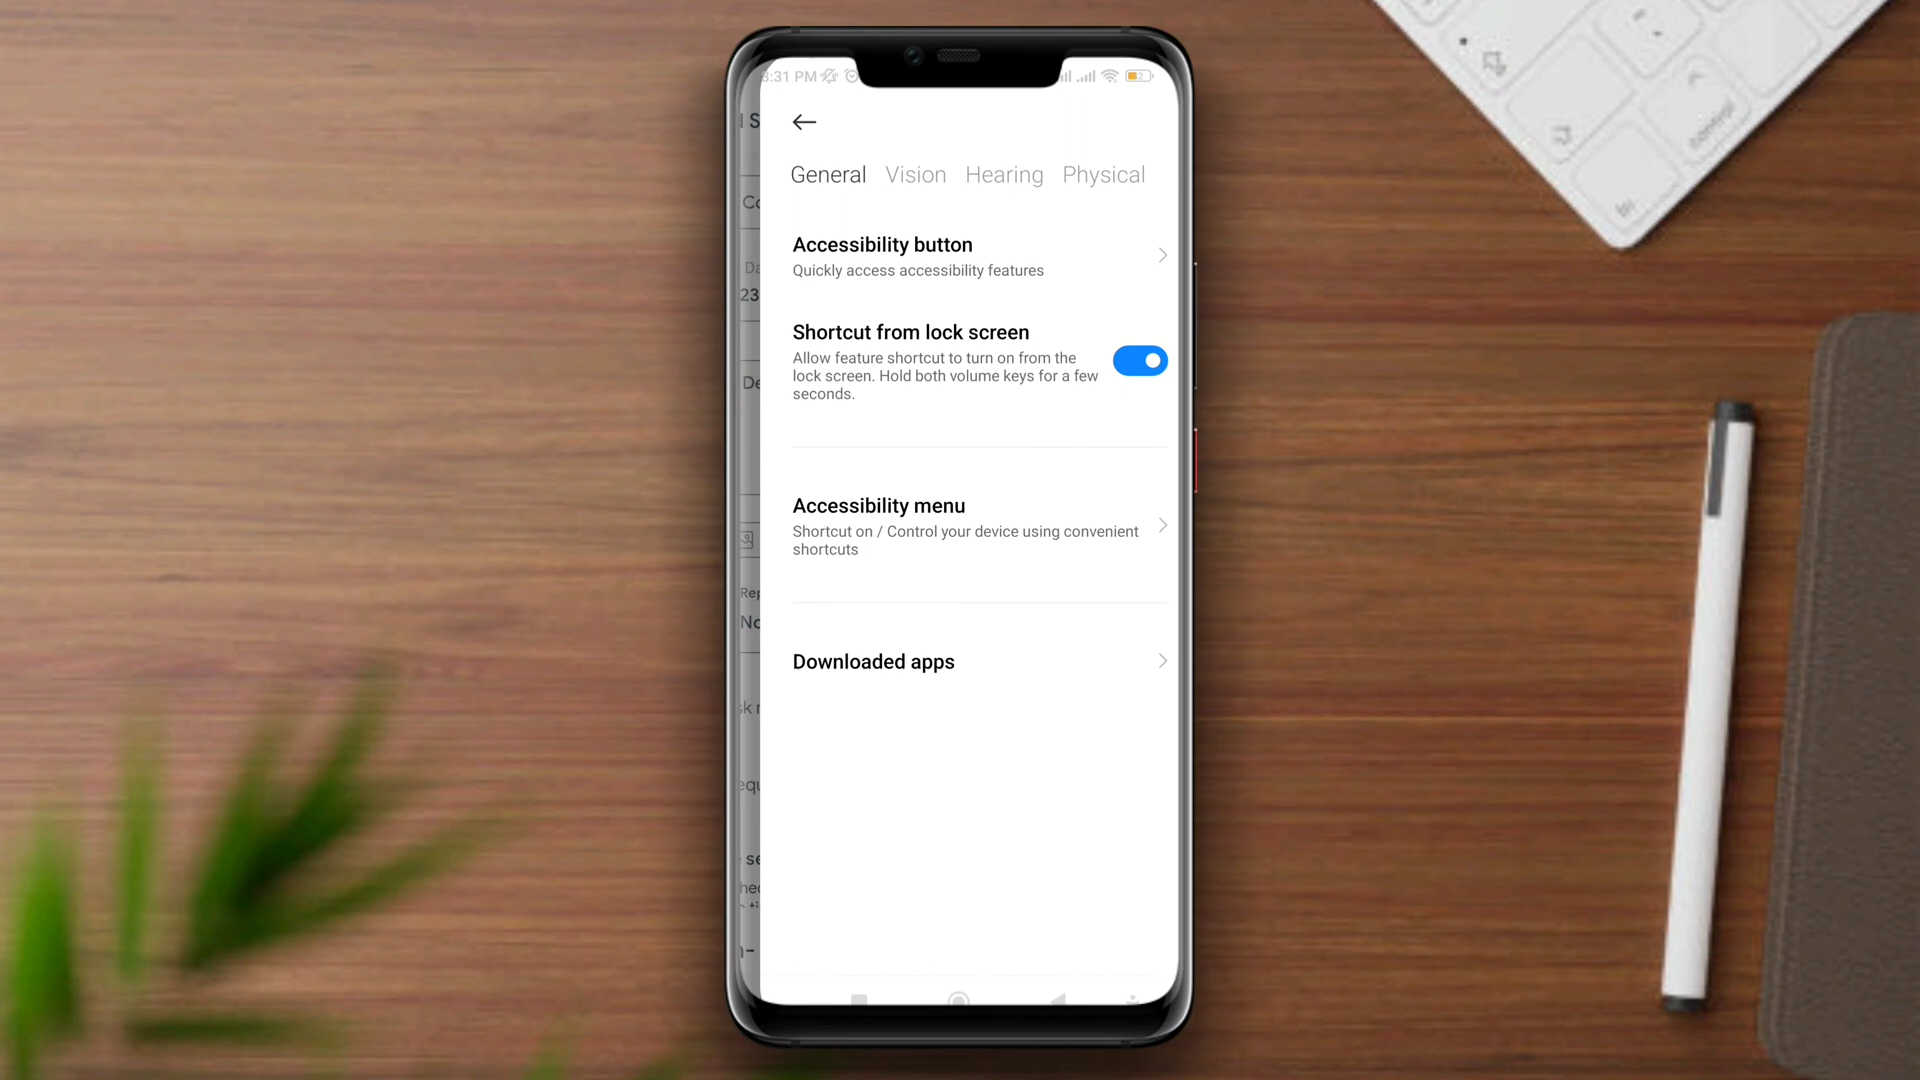 :31 PM
General Vision Hearing Physical
Accessibility button
Quickly access accessibility features
Shortcut from lock screen
Allow feature shortcut to turn on from the
lock screen. Hold both volume keys for a few
seconds.
Accessibility menu
Shortcut on / Control your device using convenient
shortcuts
Downloaded apps
23
control